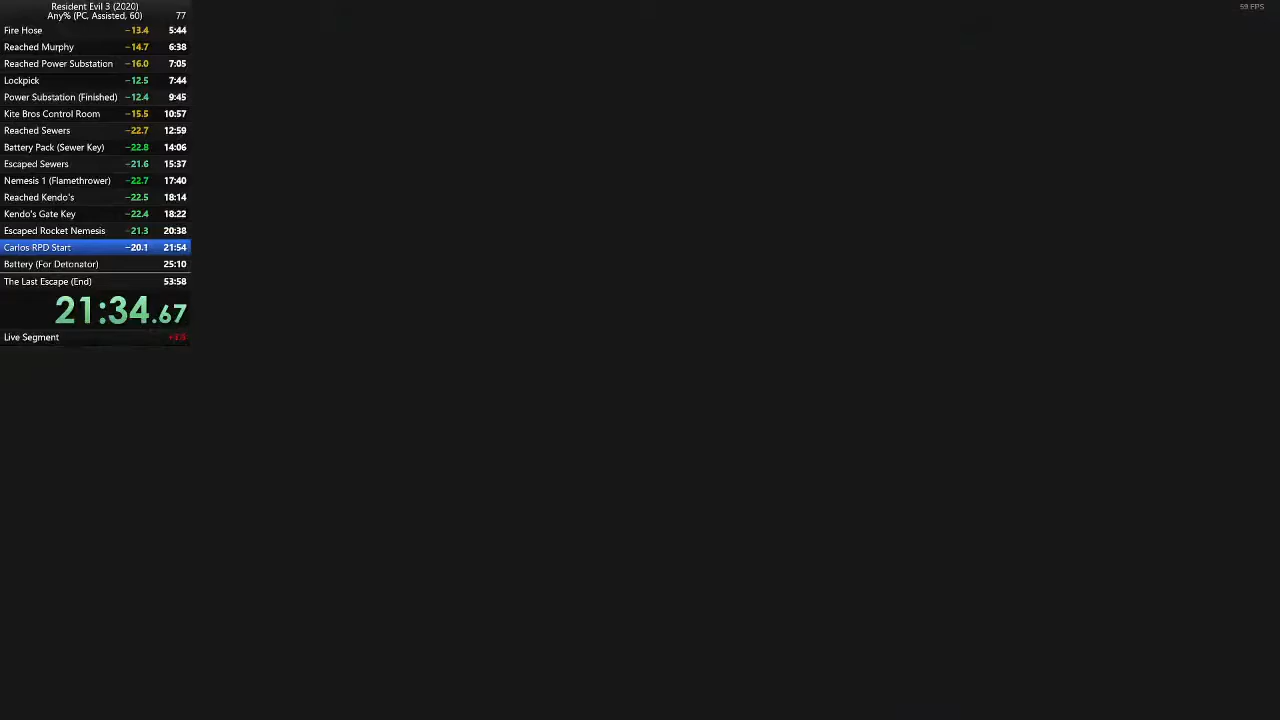 Resident Evil 3 (2020)
Any% (PC, Assisted, 60) 77
59 FPS
Fire Hose −13.4 5:44
Reached Murphy −14.7 6:38
Reached Power Substation −16.0 7:05
Lockpick −12.5 7:44
Power Substation (Finished) −12.4 9:45
Kite Bros Control Room −15.5 10:57
Reached Sewers −22.7 12:59
Battery Pack (Sewer Key) −22.8 14:06
Escaped Sewers −21.6 15:37
Nemesis 1 (Flamethrower) −22.7 17:40
Reached Kendo's −22.5 18:14
Kendo's Gate Key −22.4 18:22
Escaped Rocket Nemesis −21.3 20:38
Carlos RPD Start −20.1 21:54
Battery (For Detonator) 25:10
The Last Escape (End) 53:58
21:34.67
Live Segment